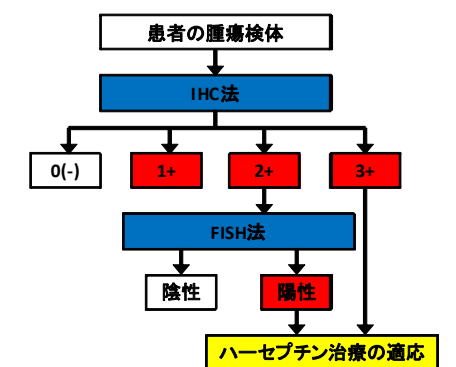 患者の腫瘍検体
IHC法
0(-)
1+
2+
3+
FISH法
陰性
陽性
ハーセプチン治療の適応